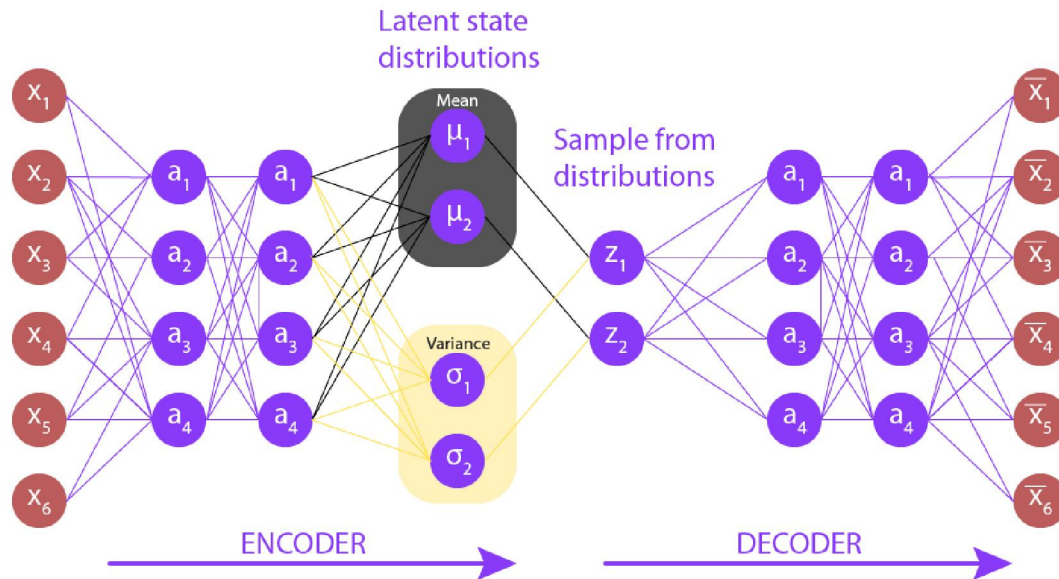 Latent state
distributions
Mean
Sample from
distributions
Variance
x1
x2
x3
x4
x5
x6
a1
a2
a3
a4
a1
a2
a3
a4
μ1
μ2
σ1
σ2
z1
z2
a1
a2
a3
a4
a1
a2
a3
a4
x̅1
x̅2
x̅3
x̅4
x̅5
x̅6
ENCODER
DECODER